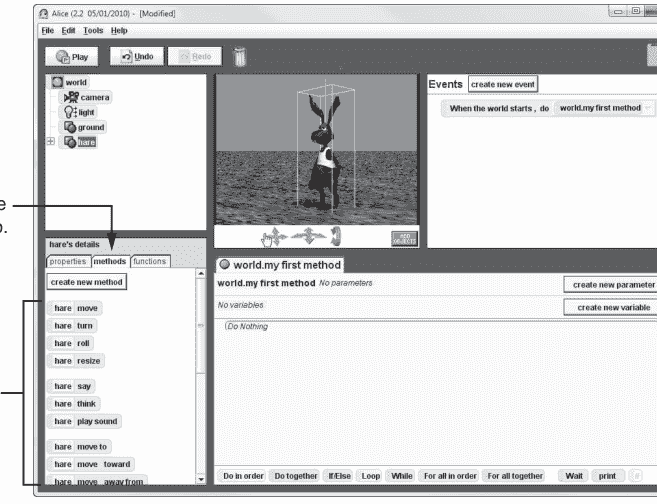 Alice (2.2 05/01/2010) - [Modified]
File Edit Tools Help
Play Undo Redo
world
camera
light
ground
hare
Events create new event
When the world starts, do world.my first method
ADD OBJECTS
e
o.
hare's details
properties methods functions
create new method
hare move
hare turn
hare roll
hare resize
hare say
hare think
hare play sound
hare move to
hare move toward
hare move away from
world.my first method
world.my first method No parameters
create new parameter
No variables
create new variable
(Do Nothing
Do in order Do together If/Else Loop While For all in order For all together Wait print //